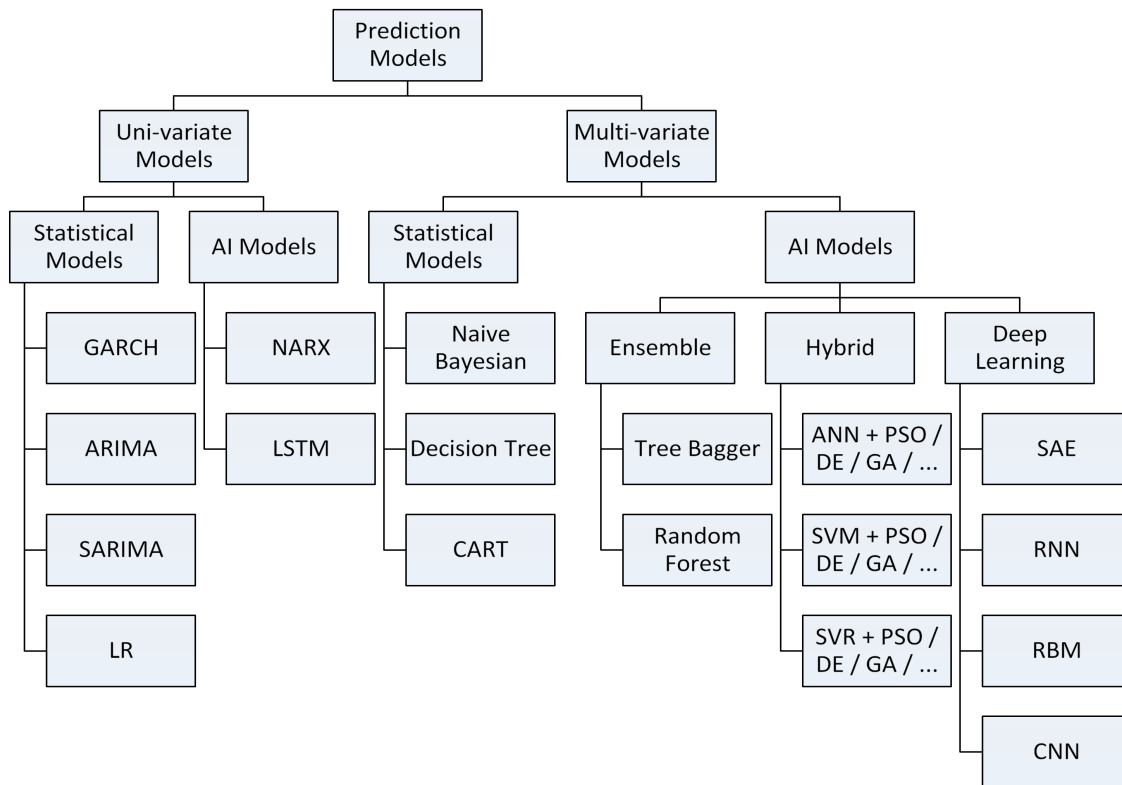 Prediction
Models
Uni-variate
Models
Multi-variate
Models
Statistical
Models
AI Models
Statistical
Models
AI Models
GARCH
NARX
Naive
Bayesian
Ensemble
Hybrid
Deep
Learning
ARIMA
LSTM
Decision Tree
Tree Bagger
ANN + PSO /
DE / GA / ...
SAE
SARIMA
CART
Random
Forest
SVM + PSO /
DE / GA / ...
RNN
LR
SVR + PSO /
DE / GA / ...
RBM
CNN